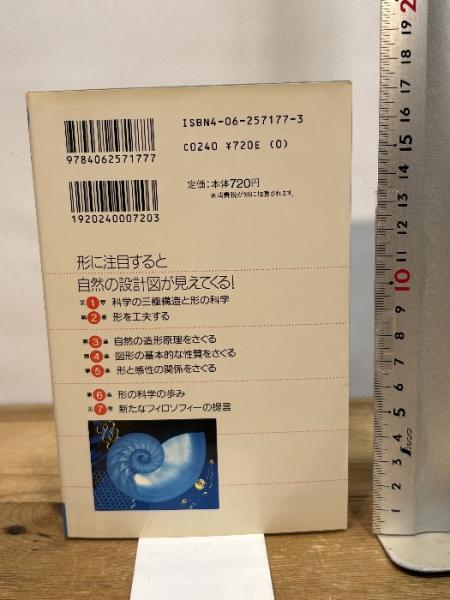 ISBN4-06-257177-3
C0240 ¥720E (0)
9784062571777
定価:本体720円
※消費税が別に加算されます。
1920240007203
形に注目すると
自然の設計図が見えてくる!
第1章 科学の三種構造と形の科学
第2章 形を工夫する
第3章 自然の造形原理をさぐる
第4章 図形の基本的な性質をさぐる
第5章 形と感性の関係をさぐる
第6章 形の科学の歩み
第7章 新たなフィロソフィーの提言
1 2 3 4 5 6 7 8 9 10 11 12 13 14 15 16 17 18 19 2
シンワ